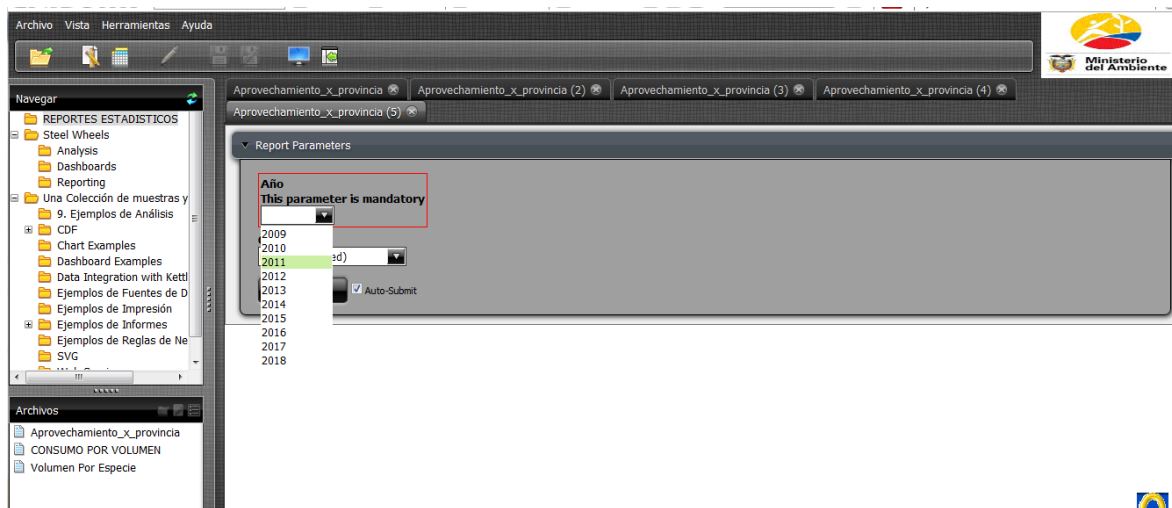 Archivo Vista Herramientas Ayuda
Ministerio
del Ambiente
Navegar
REPORTES ESTADISTICOS
Steel Wheels
Analysis
Dashboards
Reporting
Una Colección de muestras y
9. Ejemplos de Análisis
CDF
Chart Examples
Dashboard Examples
Data Integration with Kettl
Ejemplos de Fuentes de D
Ejemplos de Impresión
Ejemplos de Informes
Ejemplos de Reglas de Ne
SVG
Archivos
Aprovechamiento_x_provincia
CONSUMO POR VOLUMEN
Volumen Por Especie
Aprovechamiento_x_provincia Aprovechamiento_x_provincia (2) Aprovechamiento_x_provincia (3) Aprovechamiento_x_provincia (4)
Aprovechamiento_x_provincia (5)
Report Parameters
Año
This parameter is mandatory
2009
2010
2011
2012
2013
2014
2015
2016
2017
2018
ed)
Auto-Submit